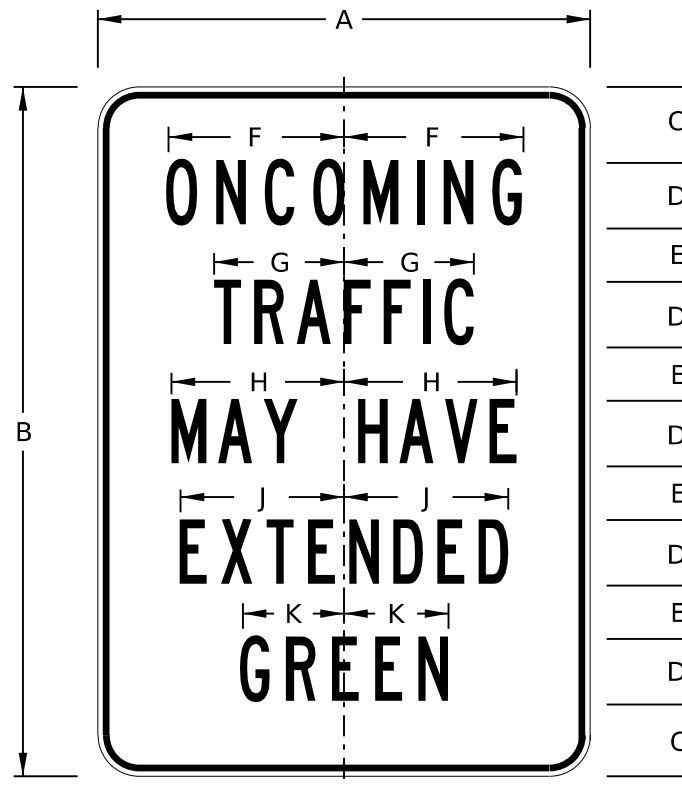 A
C
F F
ONCOMING
D
G G
E
TRAFFIC
D
H H
E
MAY HAVE
B
D
J J
E
EXTENDED
D
K K
E
GREEN
D
C